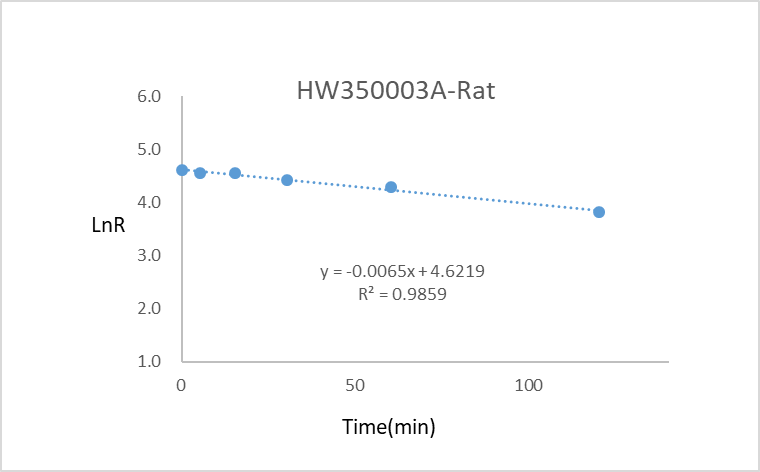 HW350003A-Rat
6.0
5.0
4.0
3.0
2.0
1.0
LnR
y = -0.0065x + 4.6219
R² = 0.9859
0 50 100
Time(min)